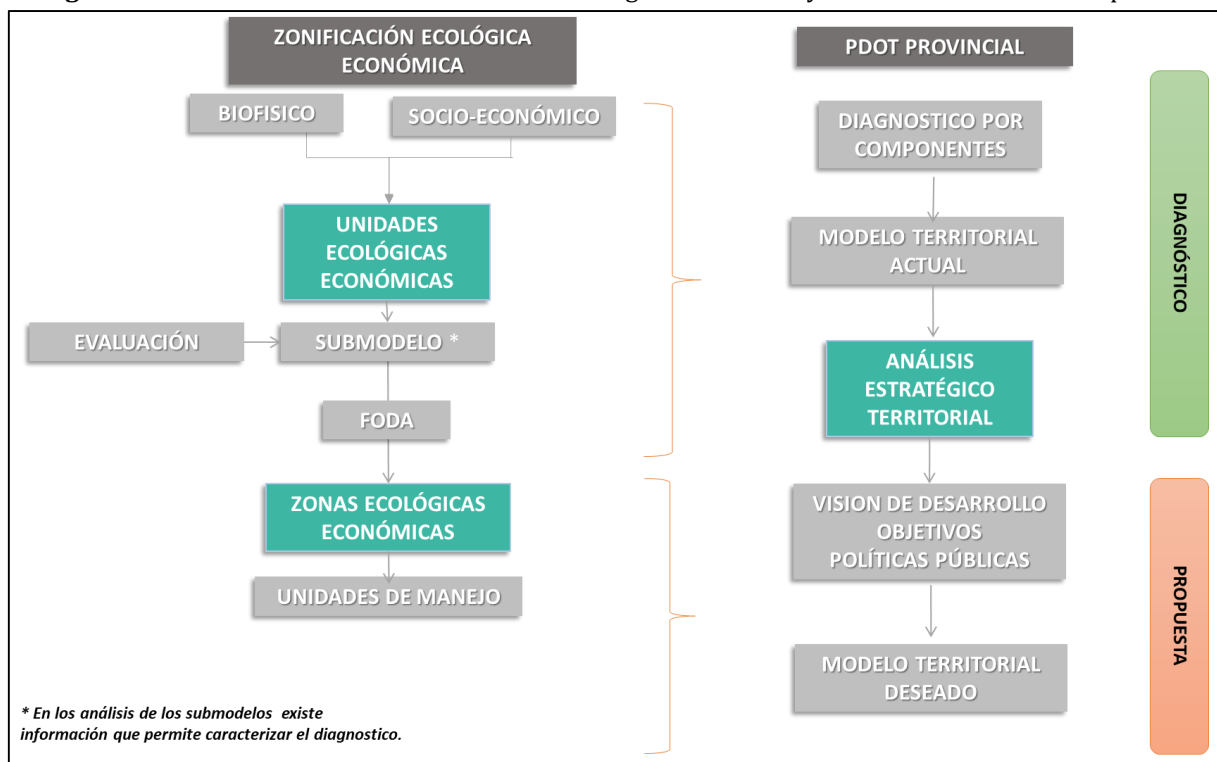 ZONIFICACIÓN ECOLÓGICA
ECONÓMICA
BIOFISICO
SOCIO-ECONÓMICO
UNIDADES
ECOLÓGICAS
ECONÓMICAS
EVALUACIÓN
SUBMODELO *
FODA
ZONAS ECOLÓGICAS
ECONÓMICAS
UNIDADES DE MANEJO
* En los análisis de los submodelos existe
información que permite caracterizar el diagnostico.
PDOT PROVINCIAL
DIAGNOSTICO POR
COMPONENTES
MODELO TERRITORIAL
ACTUAL
ANÁLISIS
ESTRATÉGICO
TERRITORIAL
VISION DE DESARROLLO
OBJETIVOS
POLÍTICAS PÚBLICAS
MODELO TERRITORIAL
DESEADO
DIAGNÓSTICO
PROPUESTA